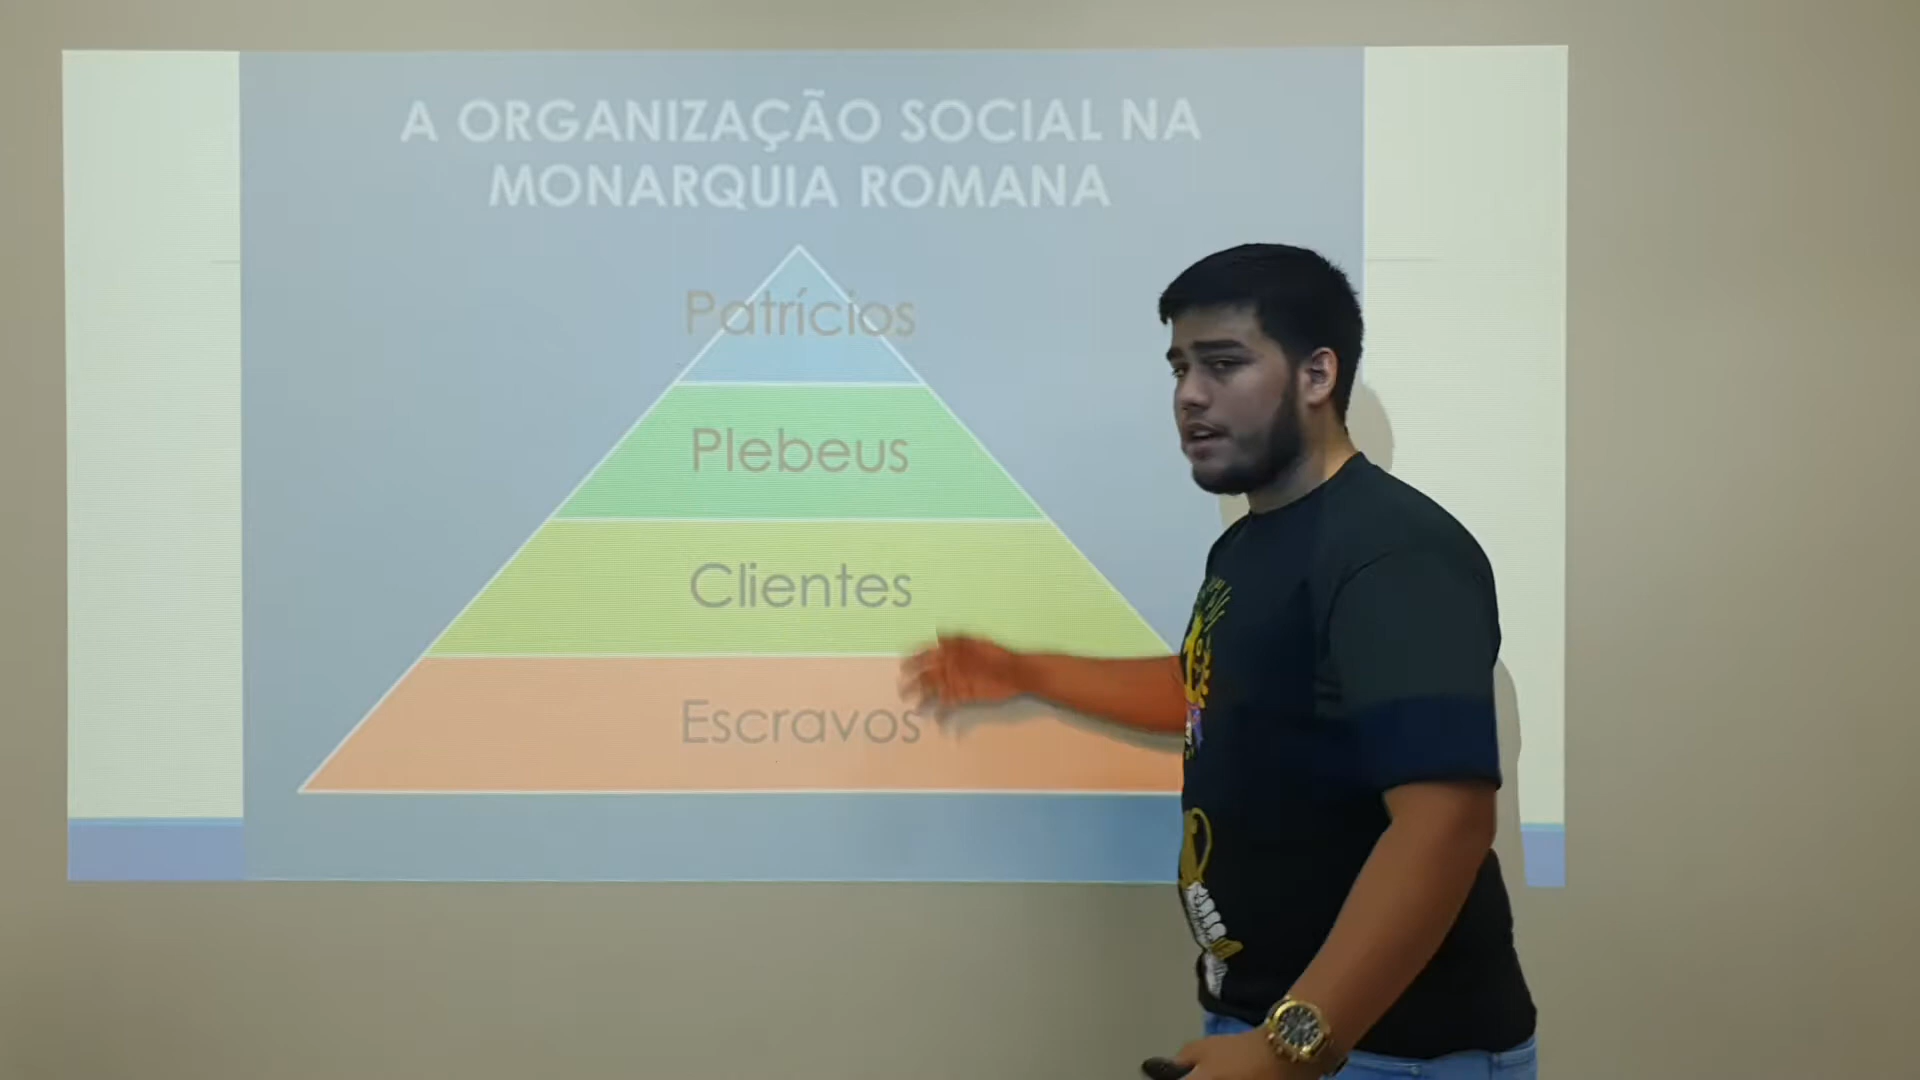 A ORGANIZAÇÃO SOCIAL NA
MONARQUIA ROMANA
Patrícios
Plebeus
Clientes
Escravos